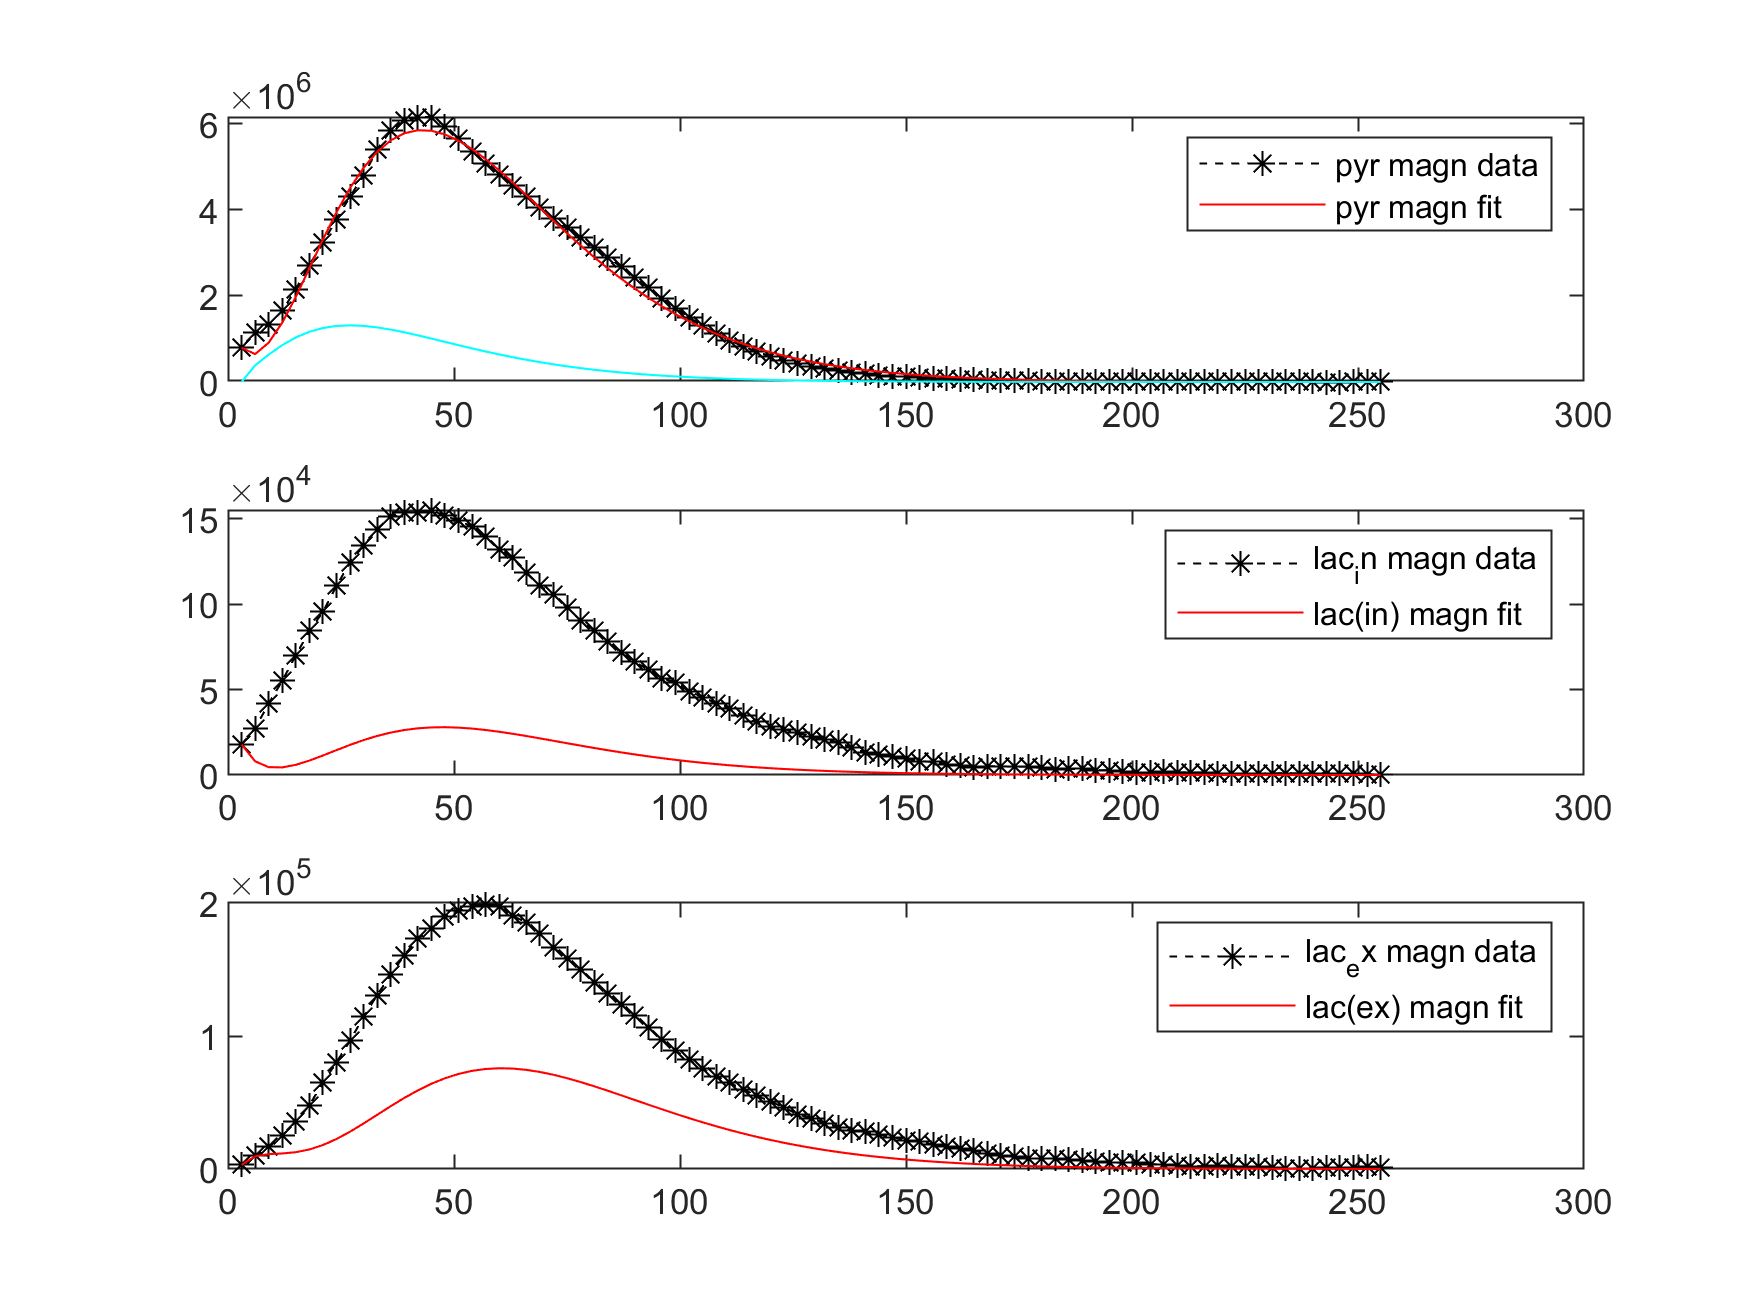 ×10^6
6
4
2
0
0 50 100 150 200 250 300
pyr magn data
pyr magn fit
×10^4
15
10
5
0
0 50 100 150 200 250 300
lac_in magn data
lac(in) magn fit
×10^5
2
1
0
0 50 100 150 200 250 300
lac_ex magn data
lac(ex) magn fit